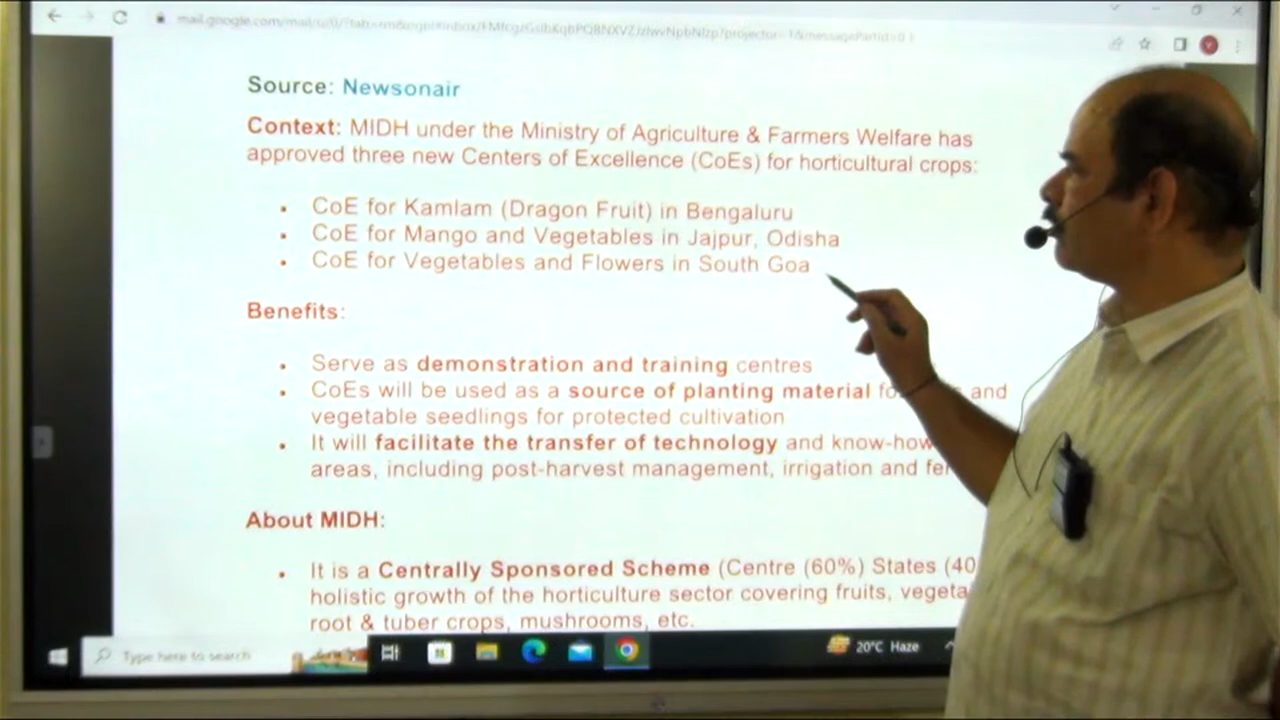 Source: Newsonair
Context: MIDH under the Ministry of Agriculture & Farmers Welfare has
approved three new Centers of Excellence (CoEs) for horticultural crops:
• CoE for Kamlam (Dragon Fruit) in Bengaluru
• CoE for Mango and Vegetables in Jajpur, Odisha
• CoE for Vegetables and Flowers in South Goa
Benefits:
• Serve as demonstration and training centres
• CoEs will be used as a source of planting material and
vegetable seedlings for protected cultivation
• It will facilitate the transfer of technology and know-how
areas, including post-harvest management, irrigation and
About MIDH:
• It is a Centrally Sponsored Scheme (Centre (60%) States (40
holistic growth of the horticulture sector covering fruits,
root & tuber crops, mushrooms, etc.
Type here to search
20°C Haze